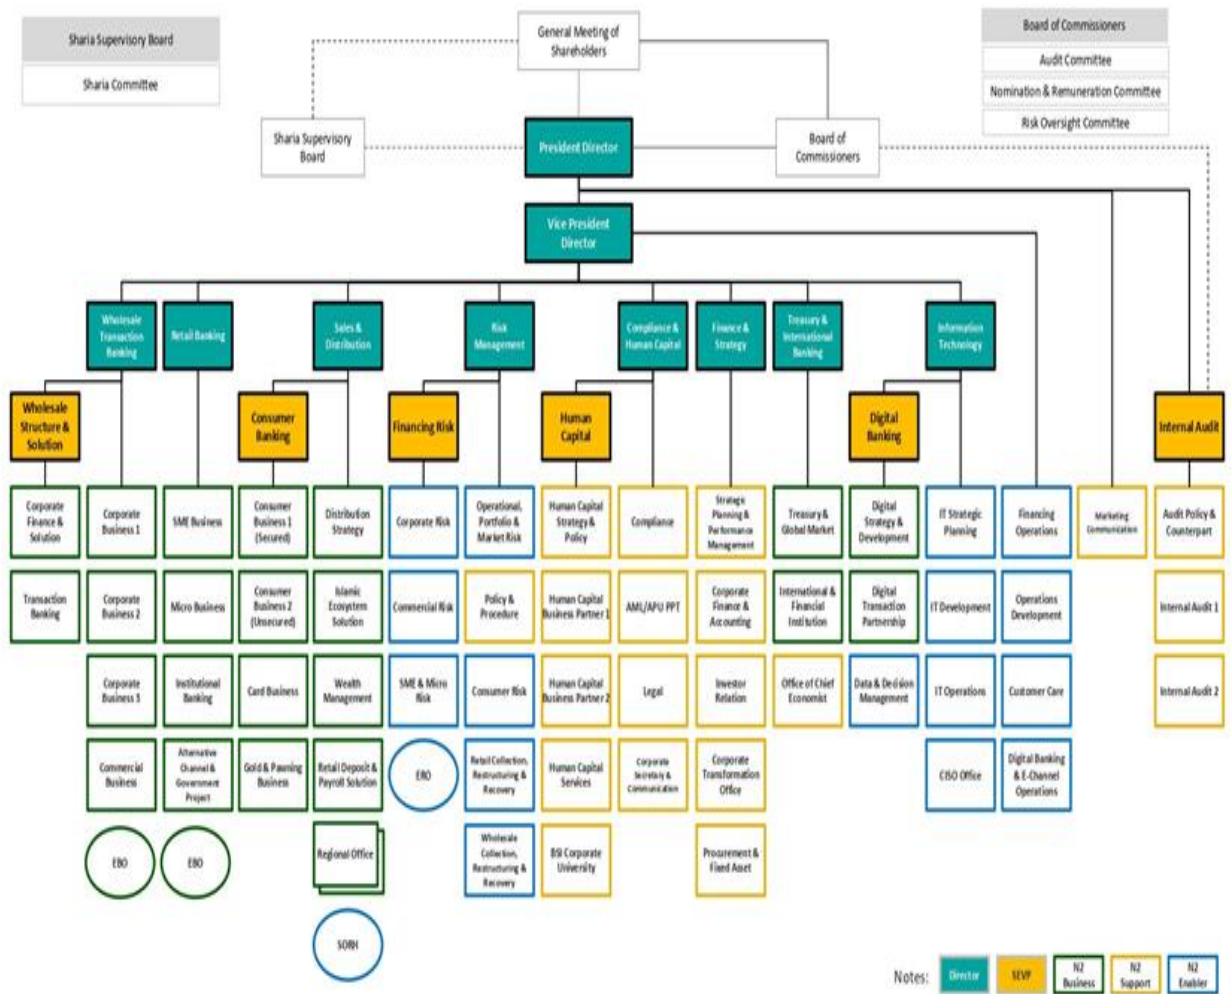 Sharia Supervisory Board
Sharia Committee
General Meeting of
Shareholders
Board of Commissioners
Audit Committee
Nomination & Remuneration Committee
Risk Oversight Committee
Sharia Supervisory
Board
President Director
Board of
Commissioners
Vice President
Director
Wholesale
Transaction
Banking
Retail Banking
Sales &
Distribution
Risk
Management
Compliance &
Human Capital
Finance &
Strategy
Treasury &
International
Banking
Information
Technology
Wholesale
Structure &
Solution
Consumer
Banking
Financing Risk
Human
Capital
Digital
Banking
Internal Audit
Corporate
Finance &
Solution
Corporate
Business 1
SME Business
Consumer
Business 1
(Secured)
Distribution
Strategy
Corporate Risk
Operational,
Portfolio &
Market Risk
Human Capital
Strategy &
Policy
Compliance
Strategic
Planning &
Performance
Management
Treasury &
Global Market
Digital
Strategy &
Development
IT Strategic
Planning
Financing
Operations
Marketing
Communication
Audit Policy &
Counterpart
Transaction
Banking
Corporate
Business 2
Micro Business
Consumer
Business 2
(Unsecured)
Islamic
Ecosystem
Solution
Commercial Risk
Policy &
Procedure
Human Capital
Business Partner 1
AML/APU PPT
Corporate
Finance &
Accounting
International &
Financial
Institution
Digital
Transaction
Partnership
IT Development
Operations
Development
Internal Audit 1
Corporate
Business 3
Institutional
Banking
Card Business
Wealth
Management
SME & Micro
Risk
Consumer Risk
Human Capital
Business Partner 2
Legal
Investor
Relation
Office of Chief
Economist
Data & Decision
Management
IT Operations
Customer Care
Internal Audit 2
Commercial
Business
Alternative
Channel &
Government
Project
Gold & Pawning
Business
Retail Deposit &
Payroll Solution
ERO
Retail Collection,
Restructuring &
Recovery
Human Capital
Services
Corporate
Secretary &
Communication
Corporate
Transformation
Office
CISO Office
Digital Banking
& E-Channel
Operations
EBO
EBO
Regional Office
Wholesale
Collection,
Restructuring &
Recovery
BSI Corporate
University
Procurement &
Fixed Asset
SORH
Notes:
Director
SEVP
N2
Business
N2
Support
N2
Enabler